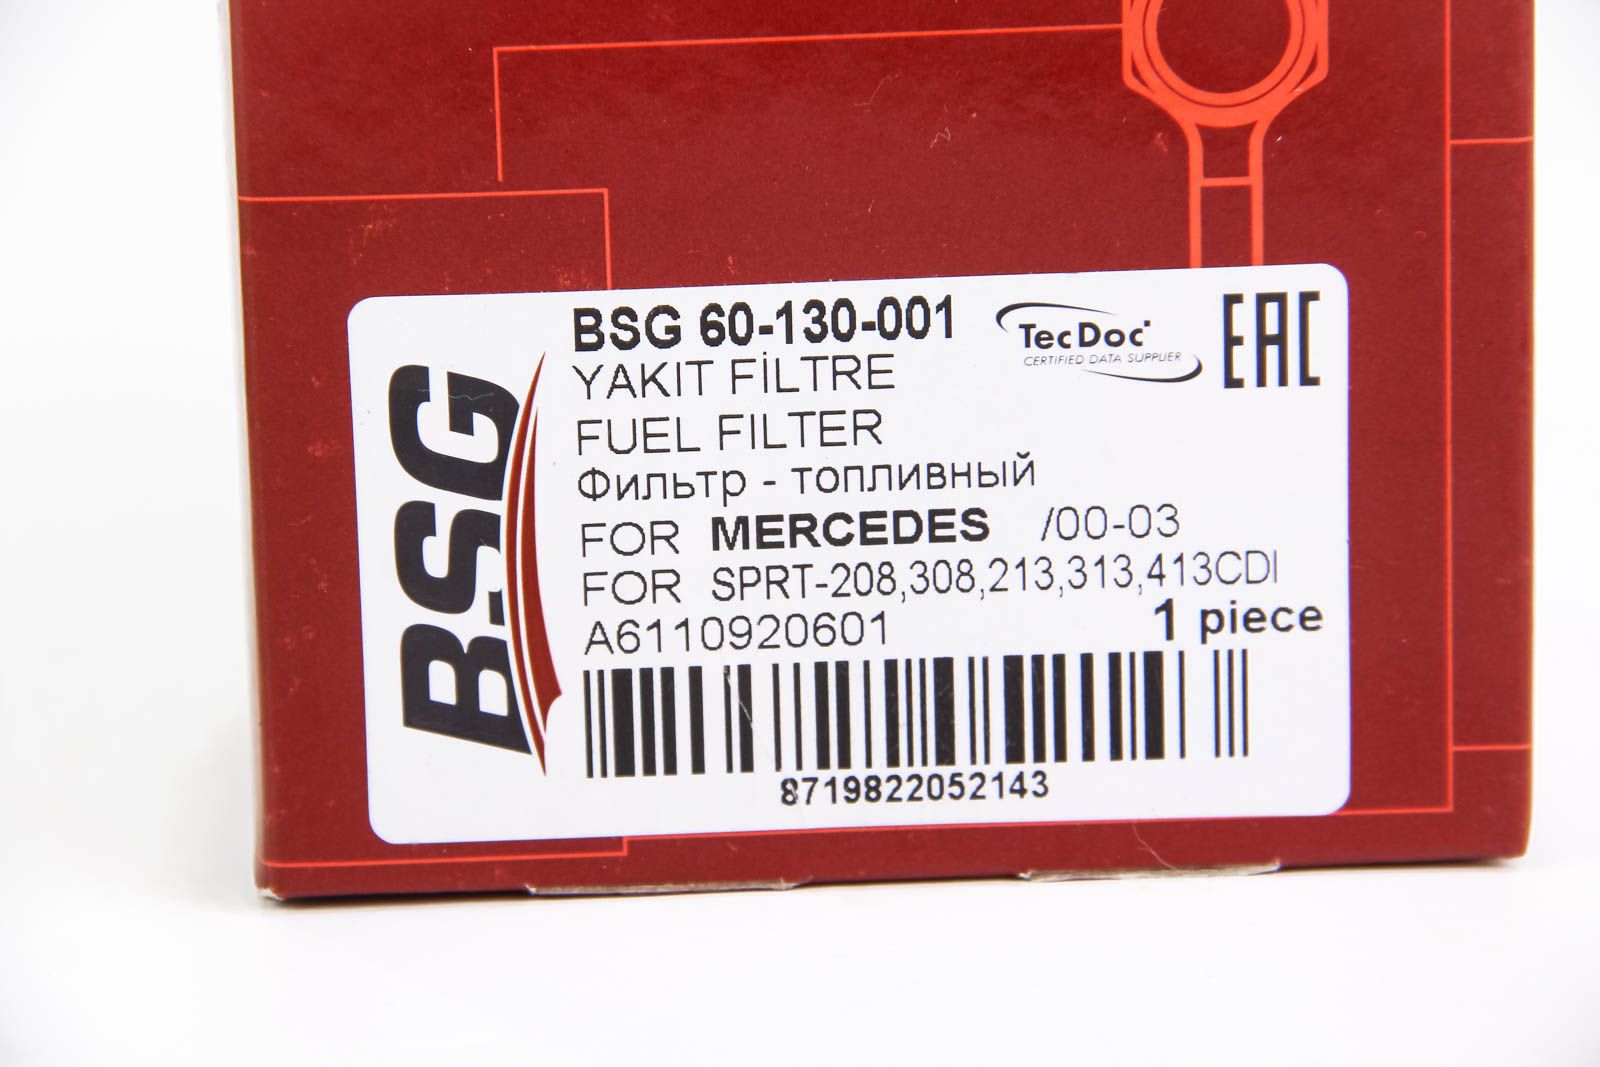 BSG
BSG 60-130-001
TecDoc
CERTIFIED DATA SUPPLIER
EAC
YAKIT FİLTRE
FUEL FILTER
Фильтр - топливный
FOR MERCEDES /00-03
FOR SPRT-208,308,213,313,413CDI
A6110920601
1 piece
8719822052143